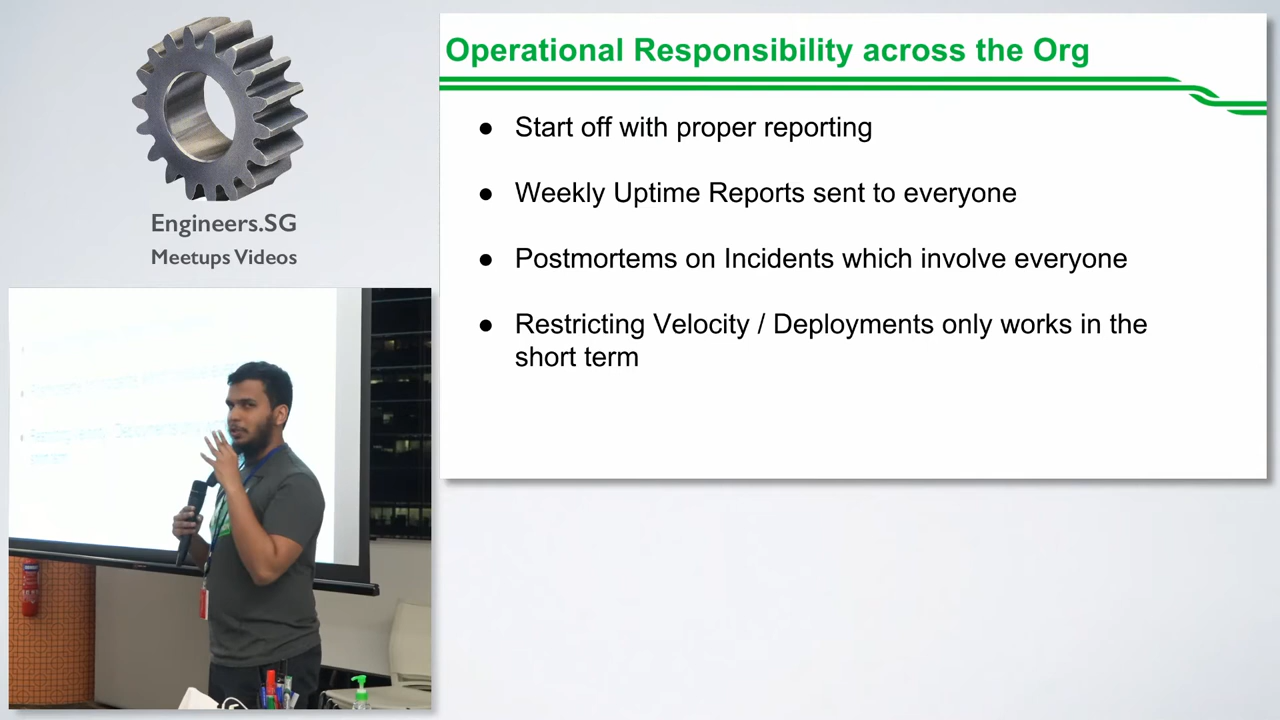 Engineers.SG
Meetups Videos
Operational Responsibility across the Org
● Start off with proper reporting
● Weekly Uptime Reports sent to everyone
● Postmortems on Incidents which involve everyone
● Restricting Velocity / Deployments only works in the
short term